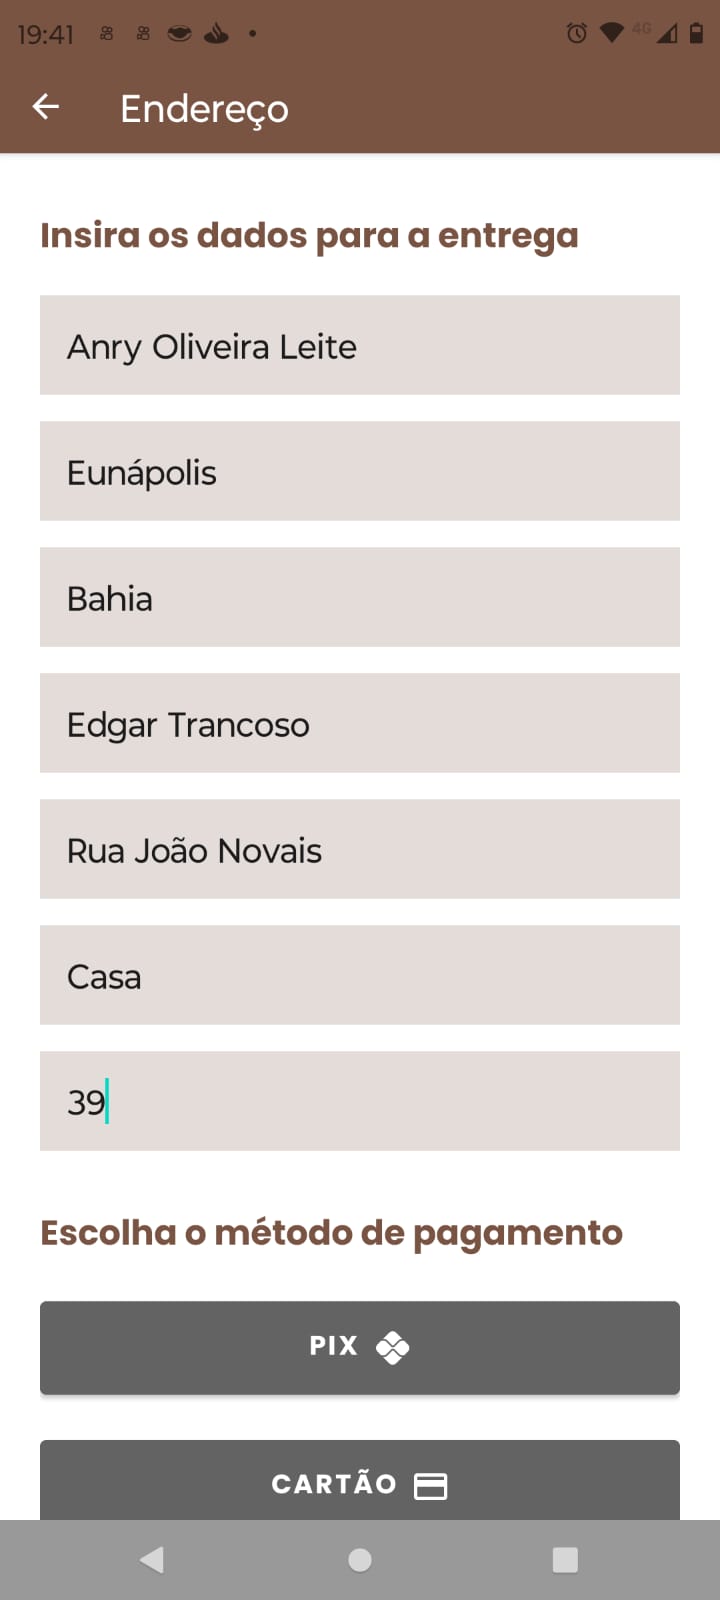 19:41
4G
Endereço
Insira os dados para a entrega
Anry Oliveira Leite
Eunápolis
Bahia
Edgar Trancoso
Rua João Novais
Casa
39
Escolha o método de pagamento
PIX
CARTÃO